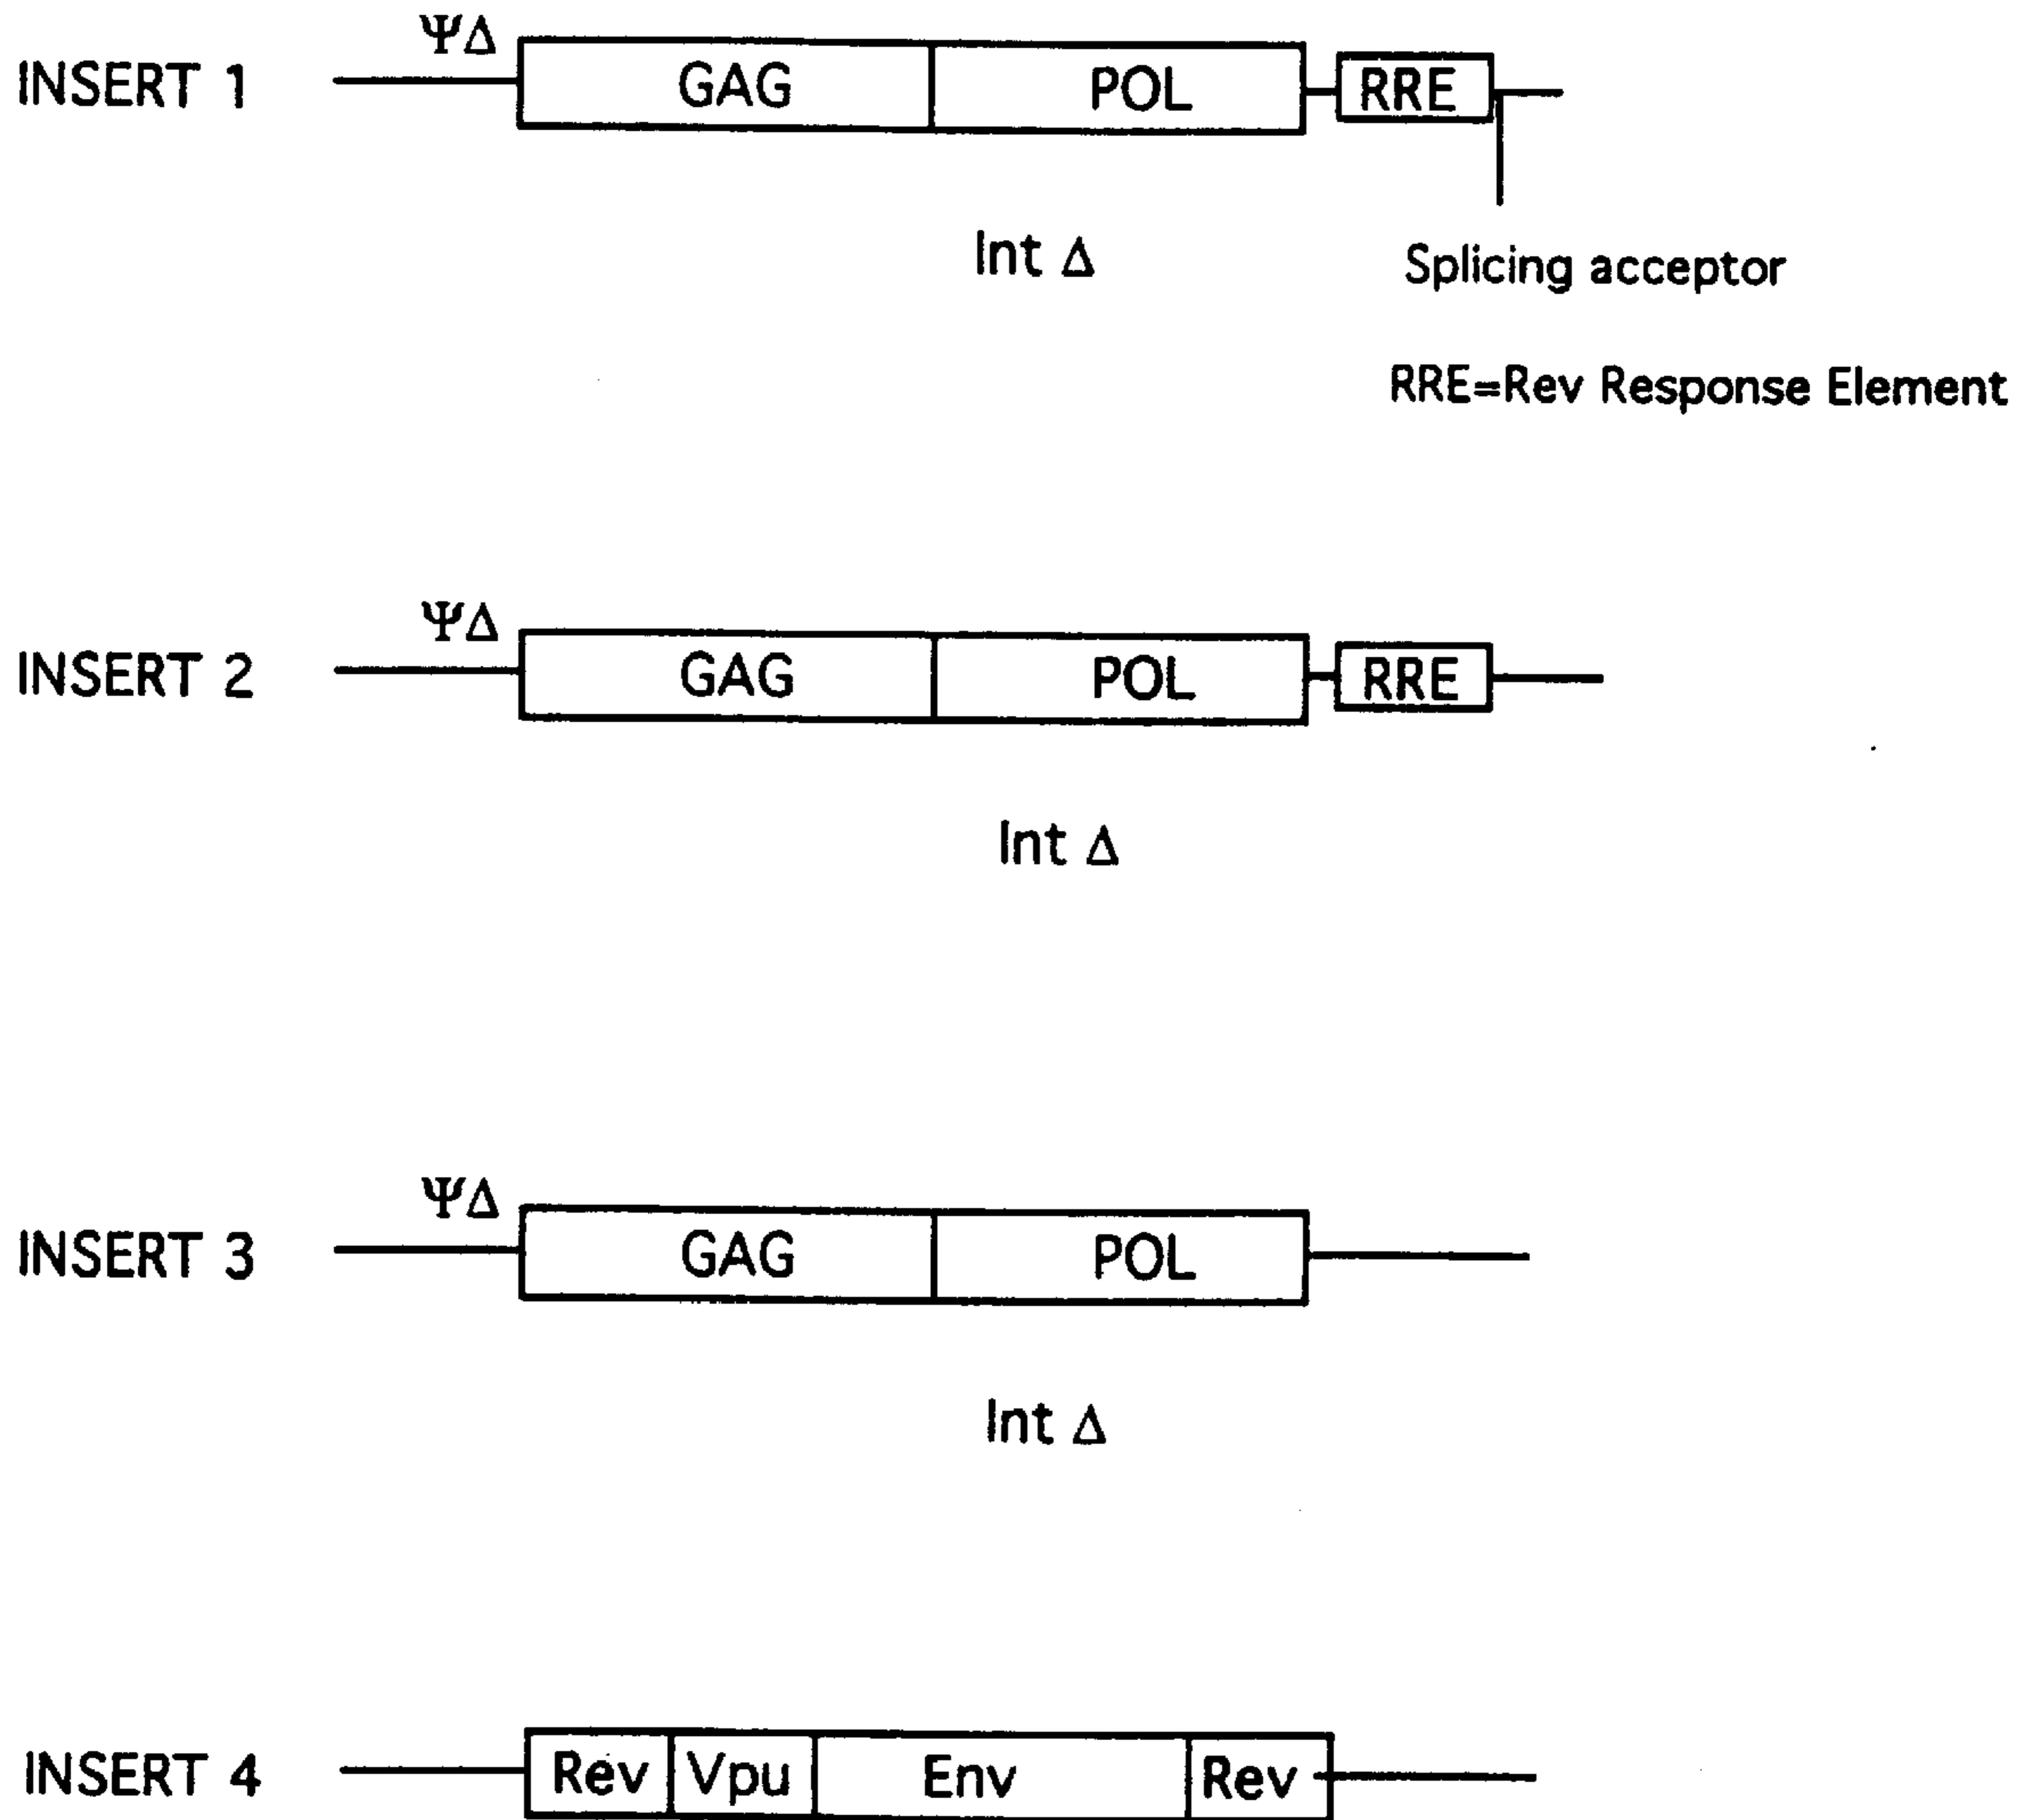 ΨΔ
INSERT 1 GAG POL RRE
Int Δ
Splicing acceptor
RRE=Rev Response Element
ΨΔ
INSERT 2 GAG POL RRE
Int Δ
ΨΔ
INSERT 3 GAG POL
Int Δ
INSERT 4 Rev Vpu Env Rev